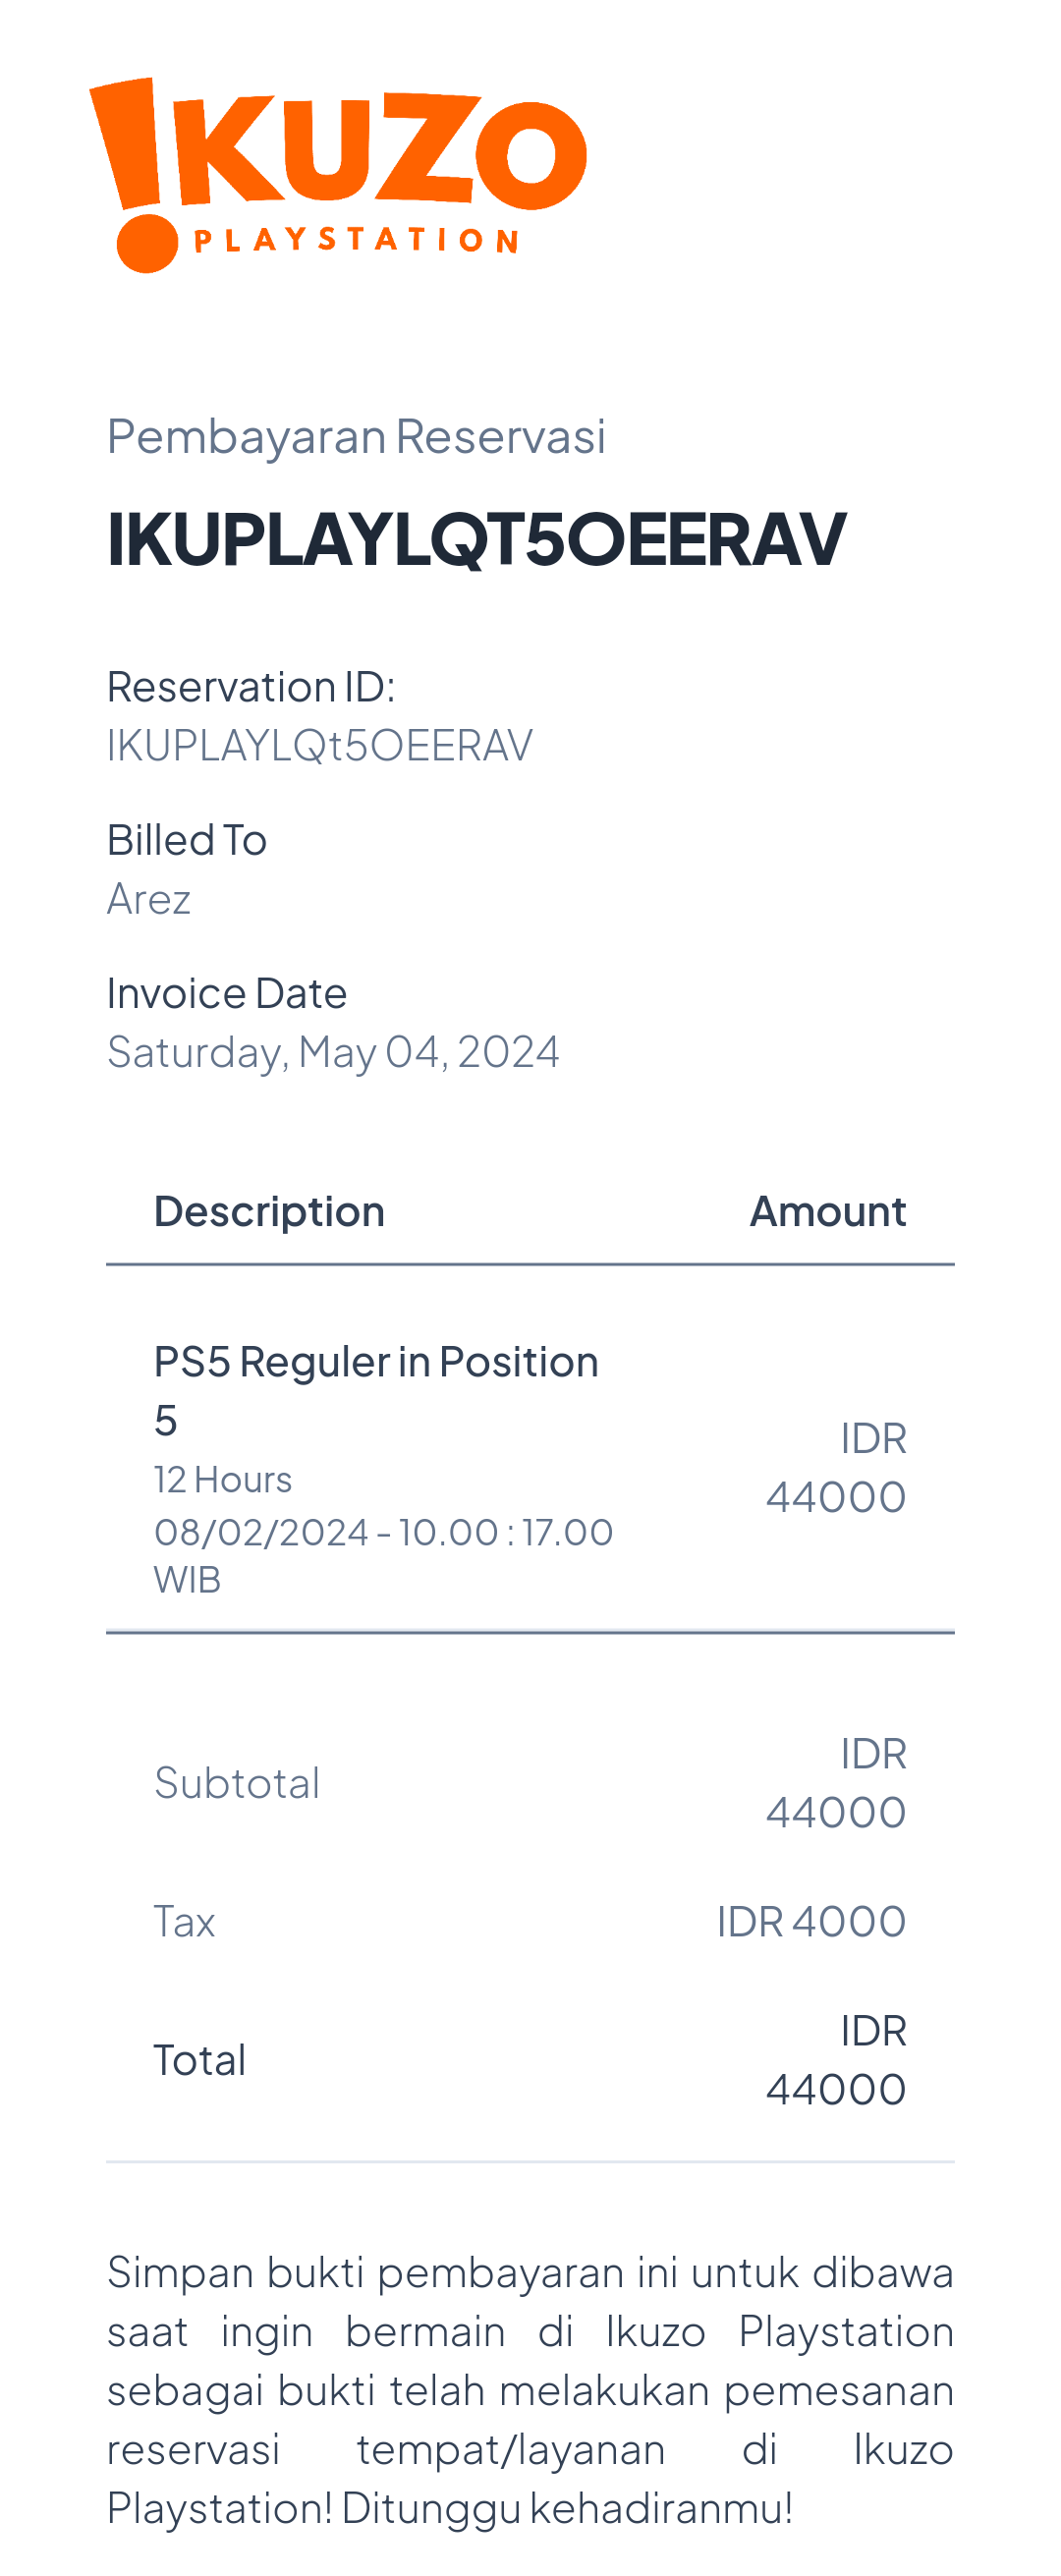 !KUZO
PLAYSTATION
Pembayaran Reservasi
IKUPLAYLQT5OEERAV
Reservation ID:
IKUPLAYLQt5OEERAV
Billed To
Arez
Invoice Date
Saturday, May 04, 2024
Description Amount
PS5 Reguler in Position
5
12 Hours
08/02/2024 - 10.00 : 17.00
WIB
IDR
44000
Subtotal
IDR
44000
Tax IDR 4000
Total
IDR
44000
Simpan bukti pembayaran ini untuk dibawa
saat ingin bermain di Ikuzo Playstation
sebagai bukti telah melakukan pemesanan
reservasi tempat/layanan di Ikuzo
Playstation! Ditunggu kehadiranmu!